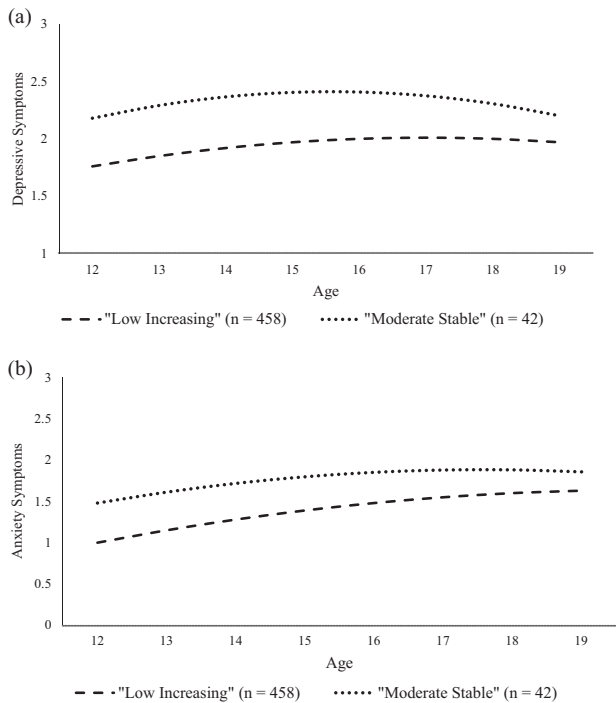 (a)
3
2.5
2
1.5
1
Depressive Symptoms
12 13 14 15 16 17 18 19
Age
"Low Increasing" (n = 458) "Moderate Stable" (n = 42)
(b)
3
2.5
2
1.5
1
0.5
0
Anxiety Symptoms
12 13 14 15 16 17 18 19
Age
"Low Increasing" (n = 458) "Moderate Stable" (n = 42)